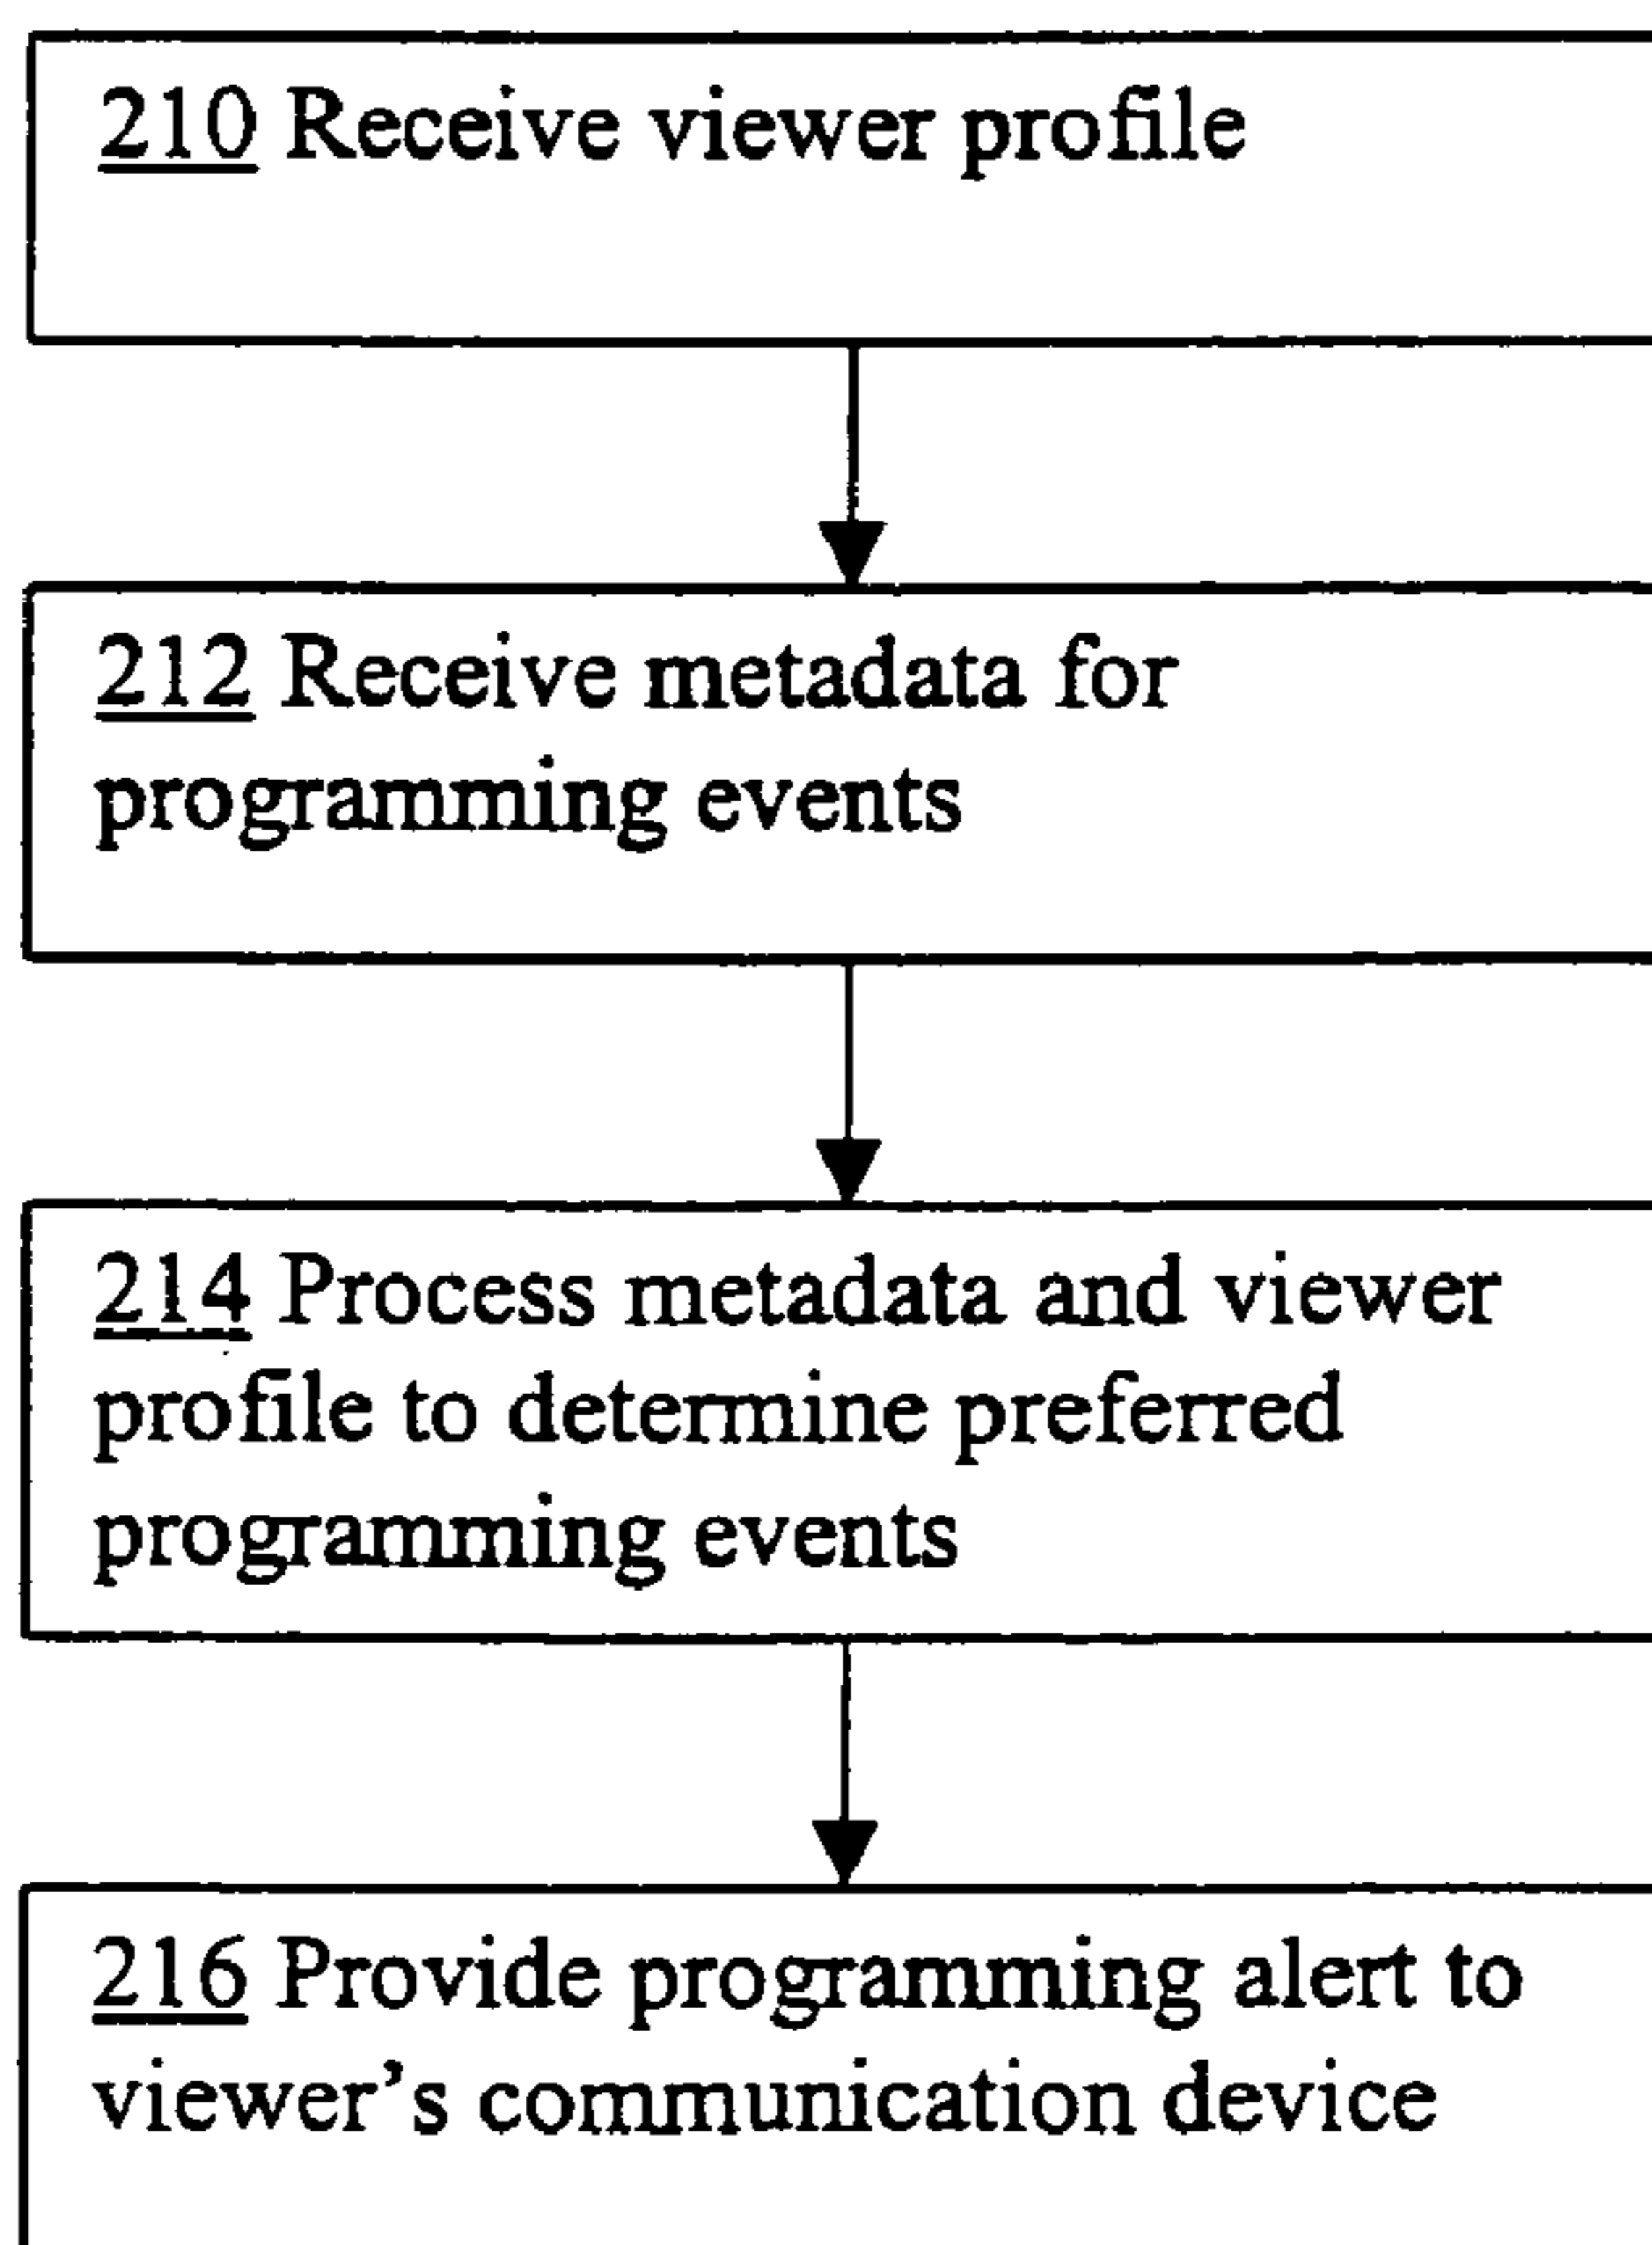 210 Receive viewer profile
212 Receive metadata for
programming events
214 Process metadata and viewer
profile to determine preferred
programming events
216 Provide programming alert to
viewer’s communication device